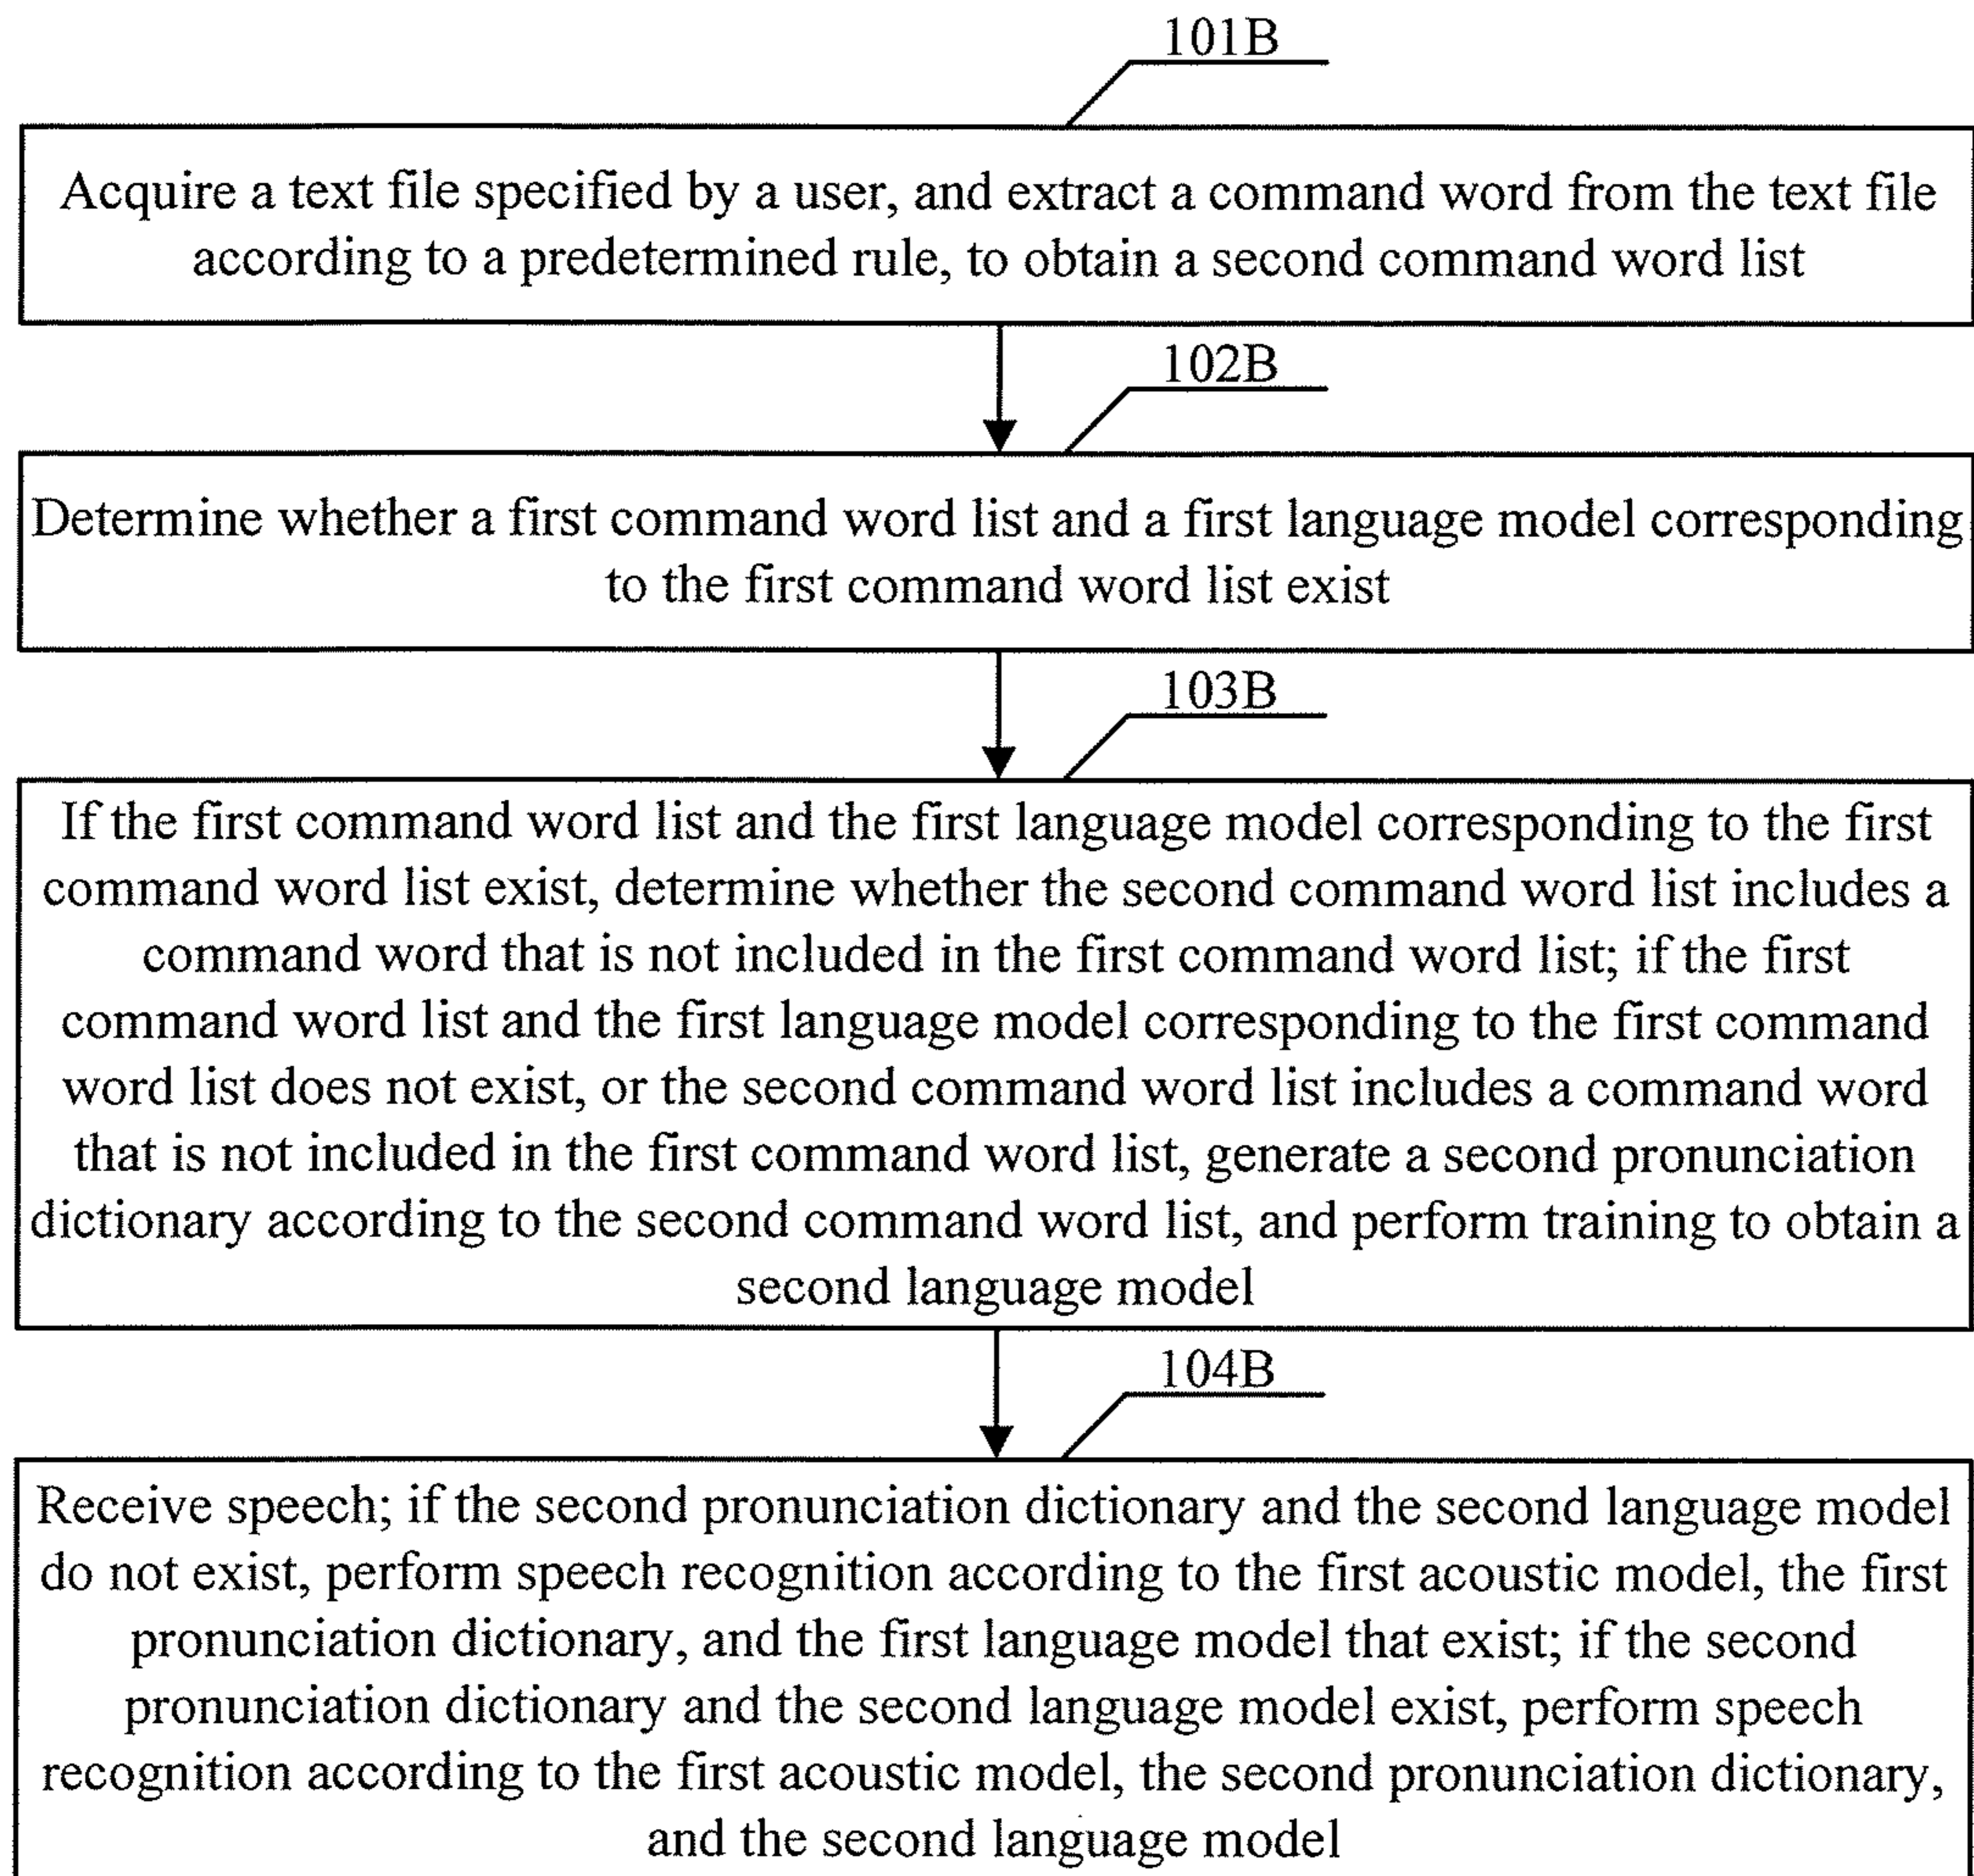 101B
Acquire a text file specified by a user, and extract a command word from the text file
according to a predetermined rule, to obtain a second command word list
102B
Determine whether a first command word list and a first language model corresponding
to the first command word list exist
103B
If the first command word list and the first language model corresponding to the first
command word list exist, determine whether the second command word list includes a
command word that is not included in the first command word list; if the first
command word list and the first language model corresponding to the first command
word list does not exist, or the second command word list includes a command word
that is not included in the first command word list, generate a second pronunciation
dictionary according to the second command word list, and perform training to obtain a
second language model
104B
Receive speech; if the second pronunciation dictionary and the second language model
do not exist, perform speech recognition according to the first acoustic model, the first
pronunciation dictionary, and the first language model that exist; if the second
pronunciation dictionary and the second language model exist, perform speech
recognition according to the first acoustic model, the second pronunciation dictionary,
and the second language model